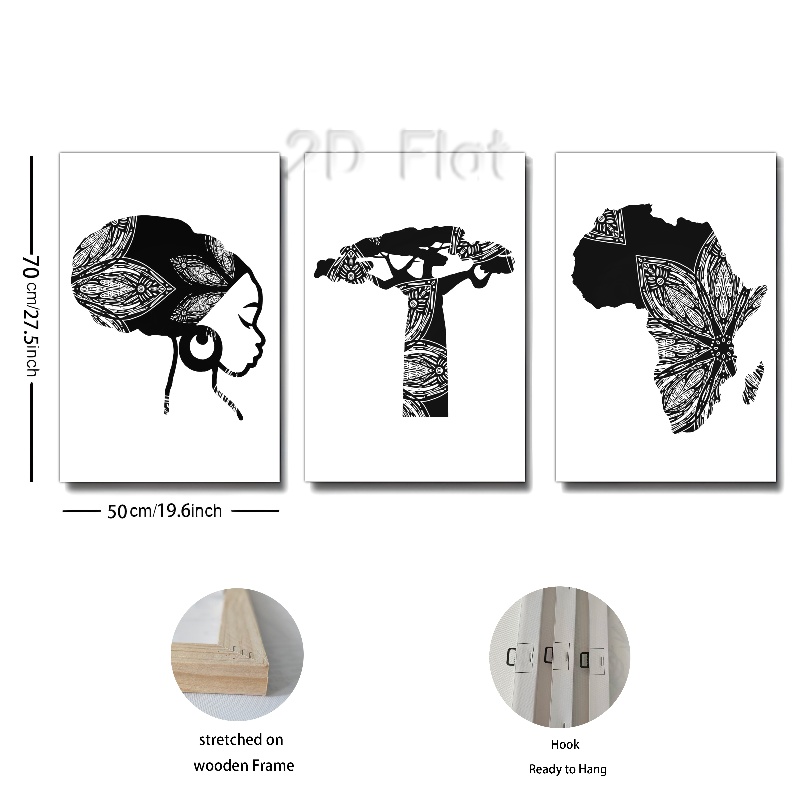 2D Flat
70 cm/27.5inch
50cm/19.6inch
stretched on
wooden Frame
Hook
Ready to Hang